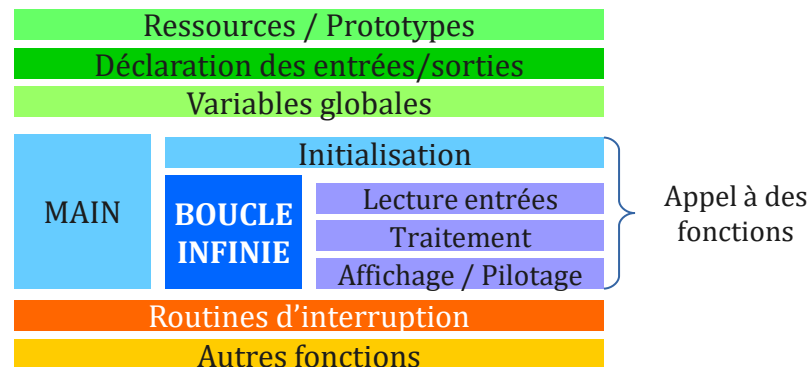 Ressources / Prototypes
Déclaration des entrées/sorties
Variables globales
MAIN
Initialisation
BOUCLE
INFINIE
Lecture entrées
Traitement
Affichage / Pilotage
Appel à des
fonctions
Routines d’interruption
Autres fonctions